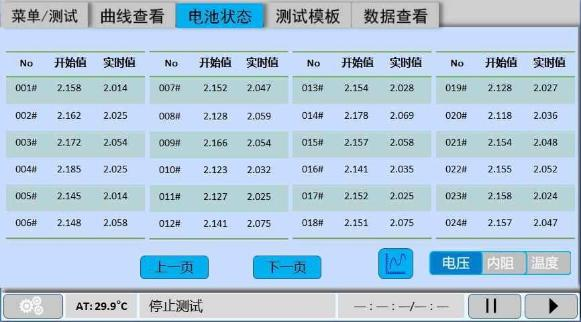 菜单/测试 曲线查看 电池状态 测试模板 数据查看
No 开始值 实时值 No 开始值 实时值 No 开始值 实时值 No 开始值 实时值
001# 2.158 2.014 007# 2.152 2.047 013# 2.154 2.028 019# 2.128 2.027
002# 2.162 2.025 008# 2.128 2.059 014# 2.178 2.069 020# 2.118 2.036
003# 2.172 2.054 009# 2.166 2.054 015# 2.157 2.058 021# 2.154 2.048
004# 2.185 2.025 010# 2.123 2.032 016# 2.141 2.035 022# 2.155 2.052
005# 2.145 2.014 011# 2.127 2.025 017# 2.152 2.025 023# 2.158 2.024
006# 2.148 2.058 012# 2.141 2.075 018# 2.151 2.075 024# 2.157 2.047
上一页 下一页 电压 内阻 温度
AT: 29.9℃ 停止测试 —:—:—/—:—